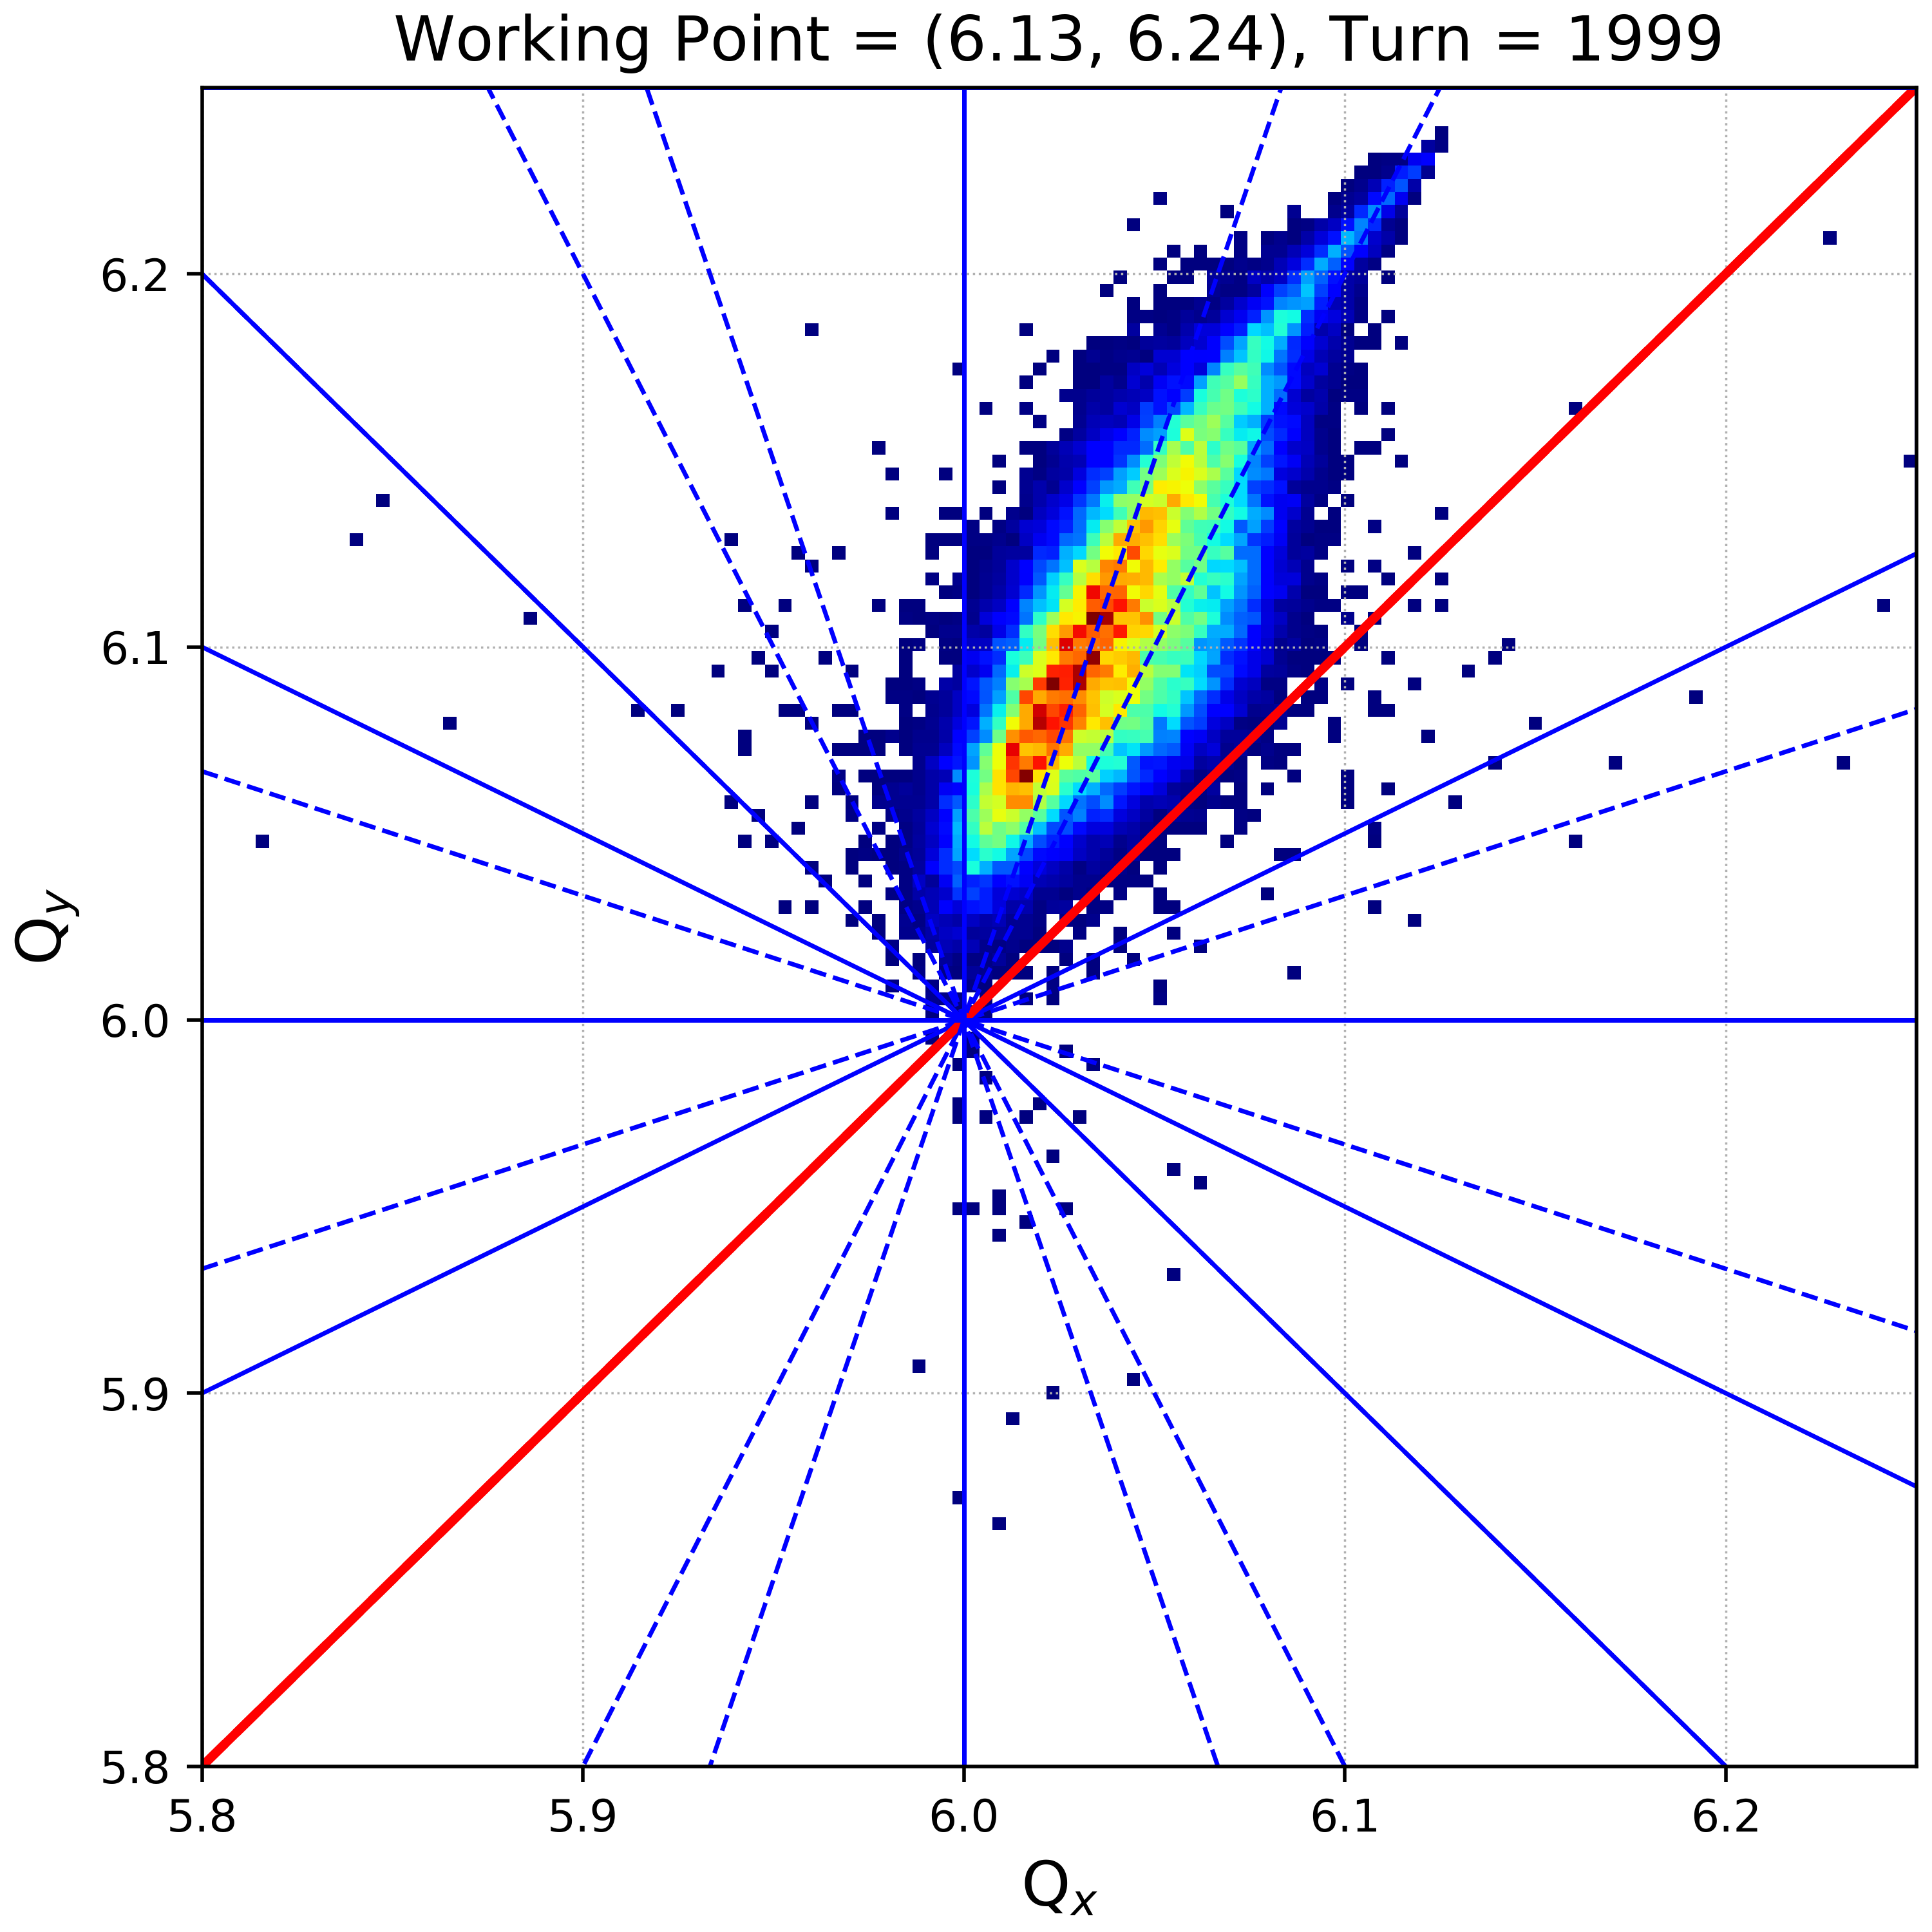 Working Point = (6.13, 6.24), Turn = 1999
6.2
6.1
6.0
5.9
5.8
Qy
5.8 5.9 6.0 6.1 6.2
Qx